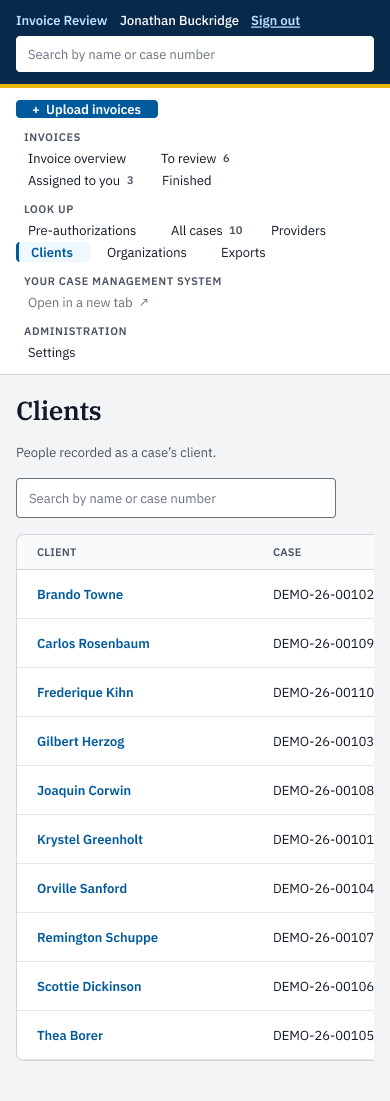 Invoice Review Jonathan Buckridge Sign out
Search by name or case number
+ Upload invoices
INVOICES
Invoice overview To review 6
Assigned to you 3 Finished
LOOK UP
Pre-authorizations All cases 10 Providers
Clients Organizations Exports
YOUR CASE MANAGEMENT SYSTEM
Open in a new tab ↗
ADMINISTRATION
Settings
Clients
People recorded as a case's client.
Search by name or case number
CLIENT CASE
Brando Towne DEMO-26-00102
Carlos Rosenbaum DEMO-26-00109
Frederique Kihn DEMO-26-00110
Gilbert Herzog DEMO-26-00103
Joaquin Corwin DEMO-26-00108
Krystel Greenholt DEMO-26-00101
Orville Sanford DEMO-26-00104
Remington Schuppe DEMO-26-00107
Scottie Dickinson DEMO-26-00106
Thea Borer DEMO-26-00105